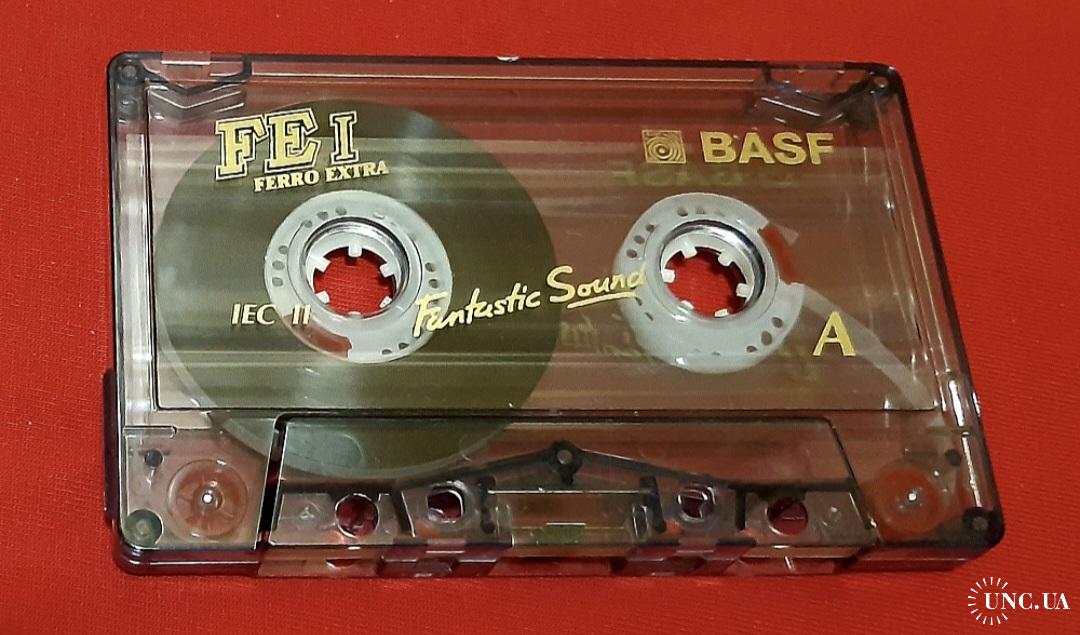 FE I
FERRO EXTRA
BASF
IEC II
Fantastic Sound
A
UNC.UA